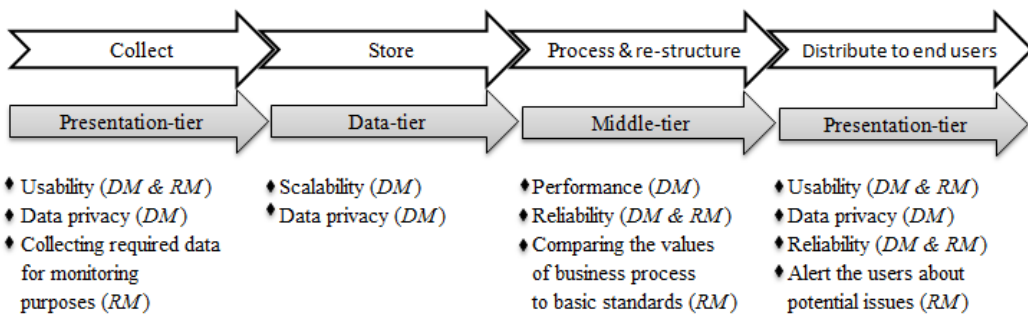 Collect
Store
Process & re-structure
Distribute to end users
Presentation-tier
Data-tier
Middle-tier
Presentation-tier
♦ Usability (DM & RM)
♦ Data privacy (DM)
♦ Collecting required data
for monitoring
purposes (RM)
♦ Scalability (DM)
♦ Data privacy (DM)
♦ Performance (DM)
♦ Reliability (DM & RM)
♦ Comparing the values
of business process
to basic standards (RM)
♦ Usability (DM & RM)
♦ Data privacy (DM)
♦ Reliability (DM & RM)
♦ Alert the users about
potential issues (RM)